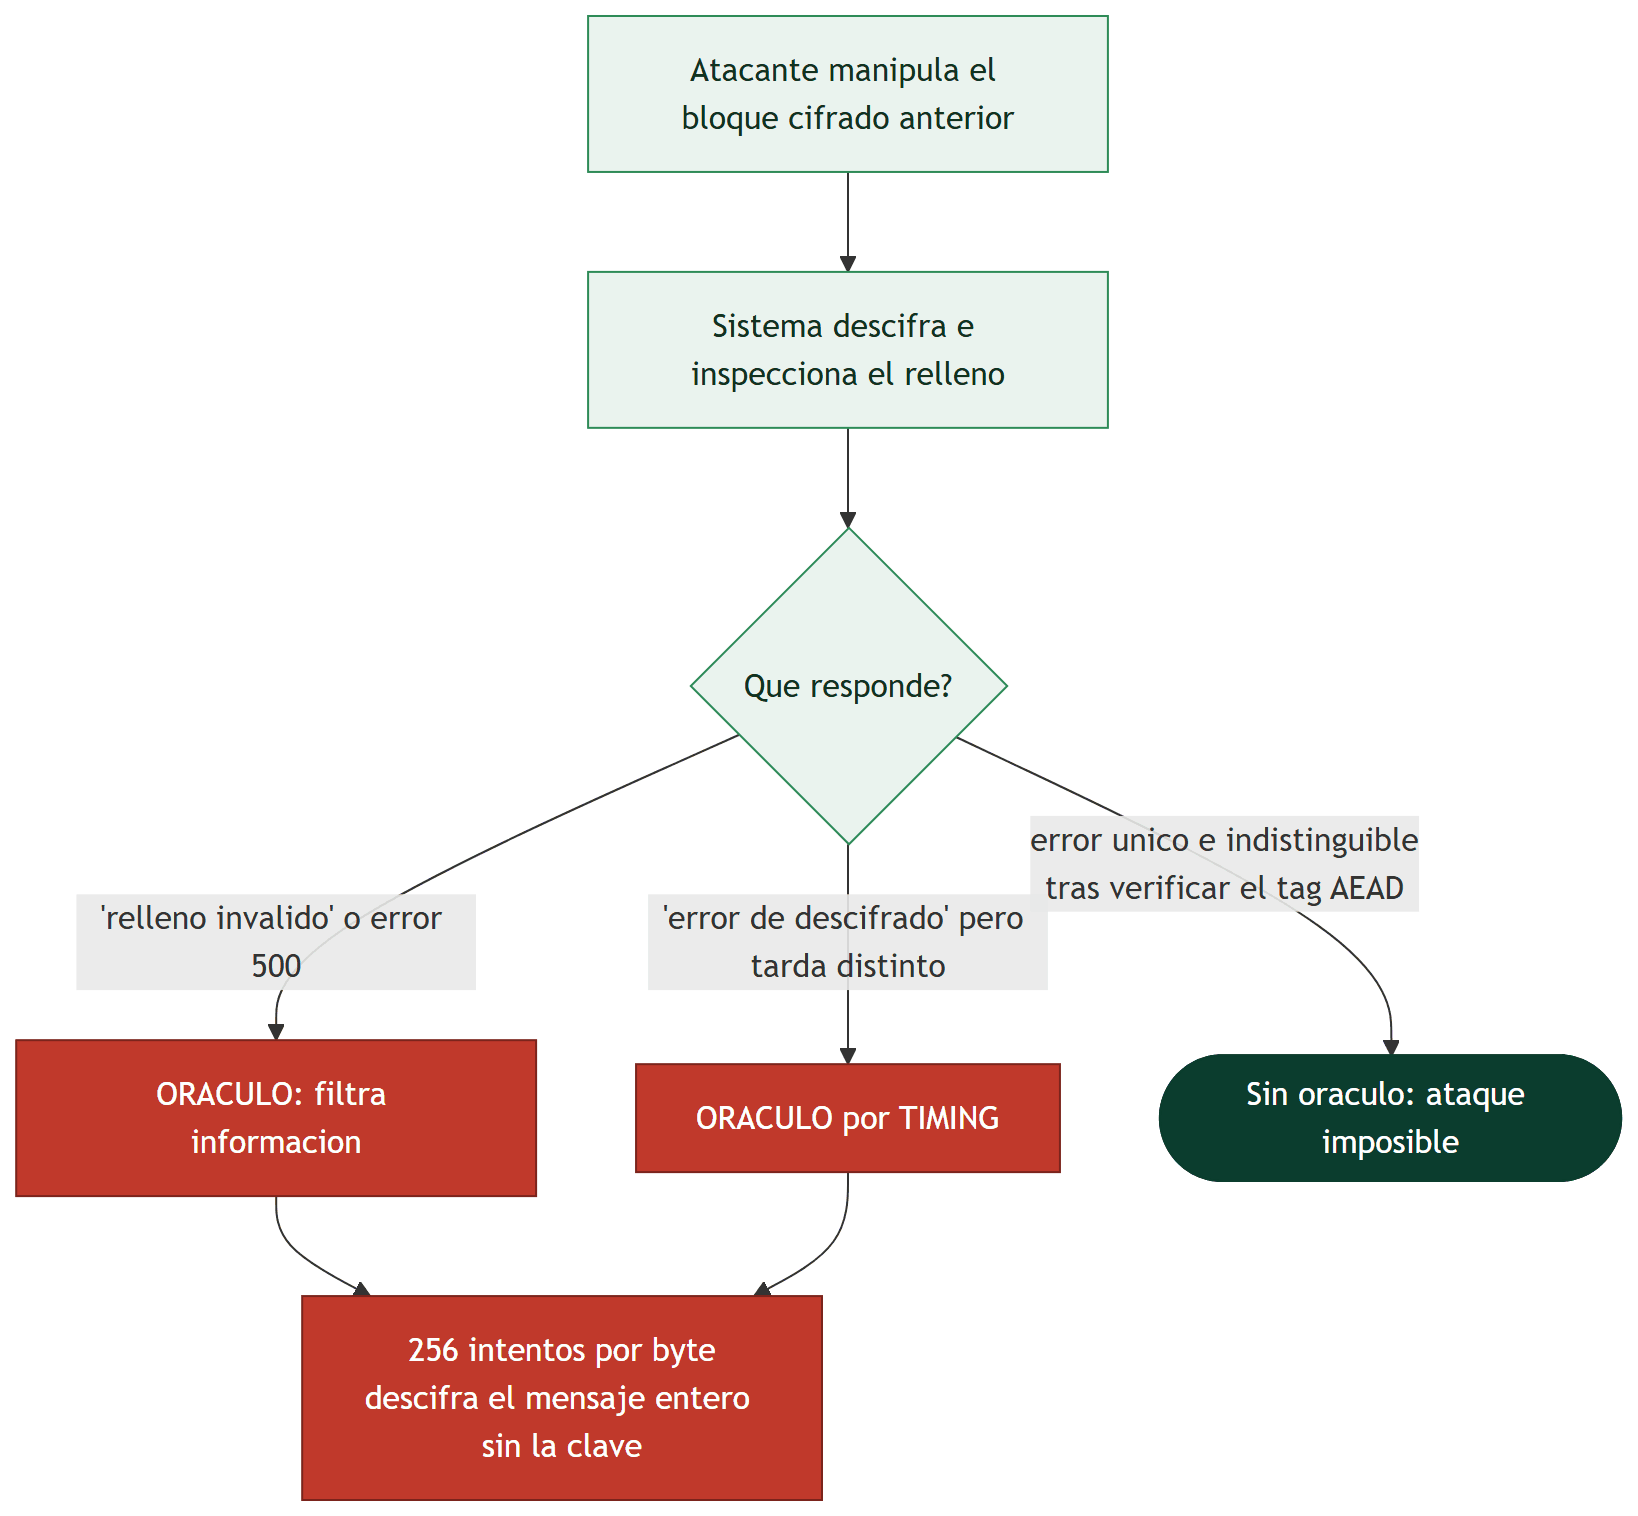 Atacante manipula el
bloque cifrado anterior
Sistema descifra e
inspecciona el relleno
Que responde?
error unico e indistinguible
tras verificar el tag AEAD
'relleno invalido' o error
500
'error de descifrado' pero
tarda distinto
ORACULO: filtra
informacion
ORACULO por TIMING
Sin oraculo: ataque
imposible
256 intentos por byte
descifra el mensaje entero
sin la clave